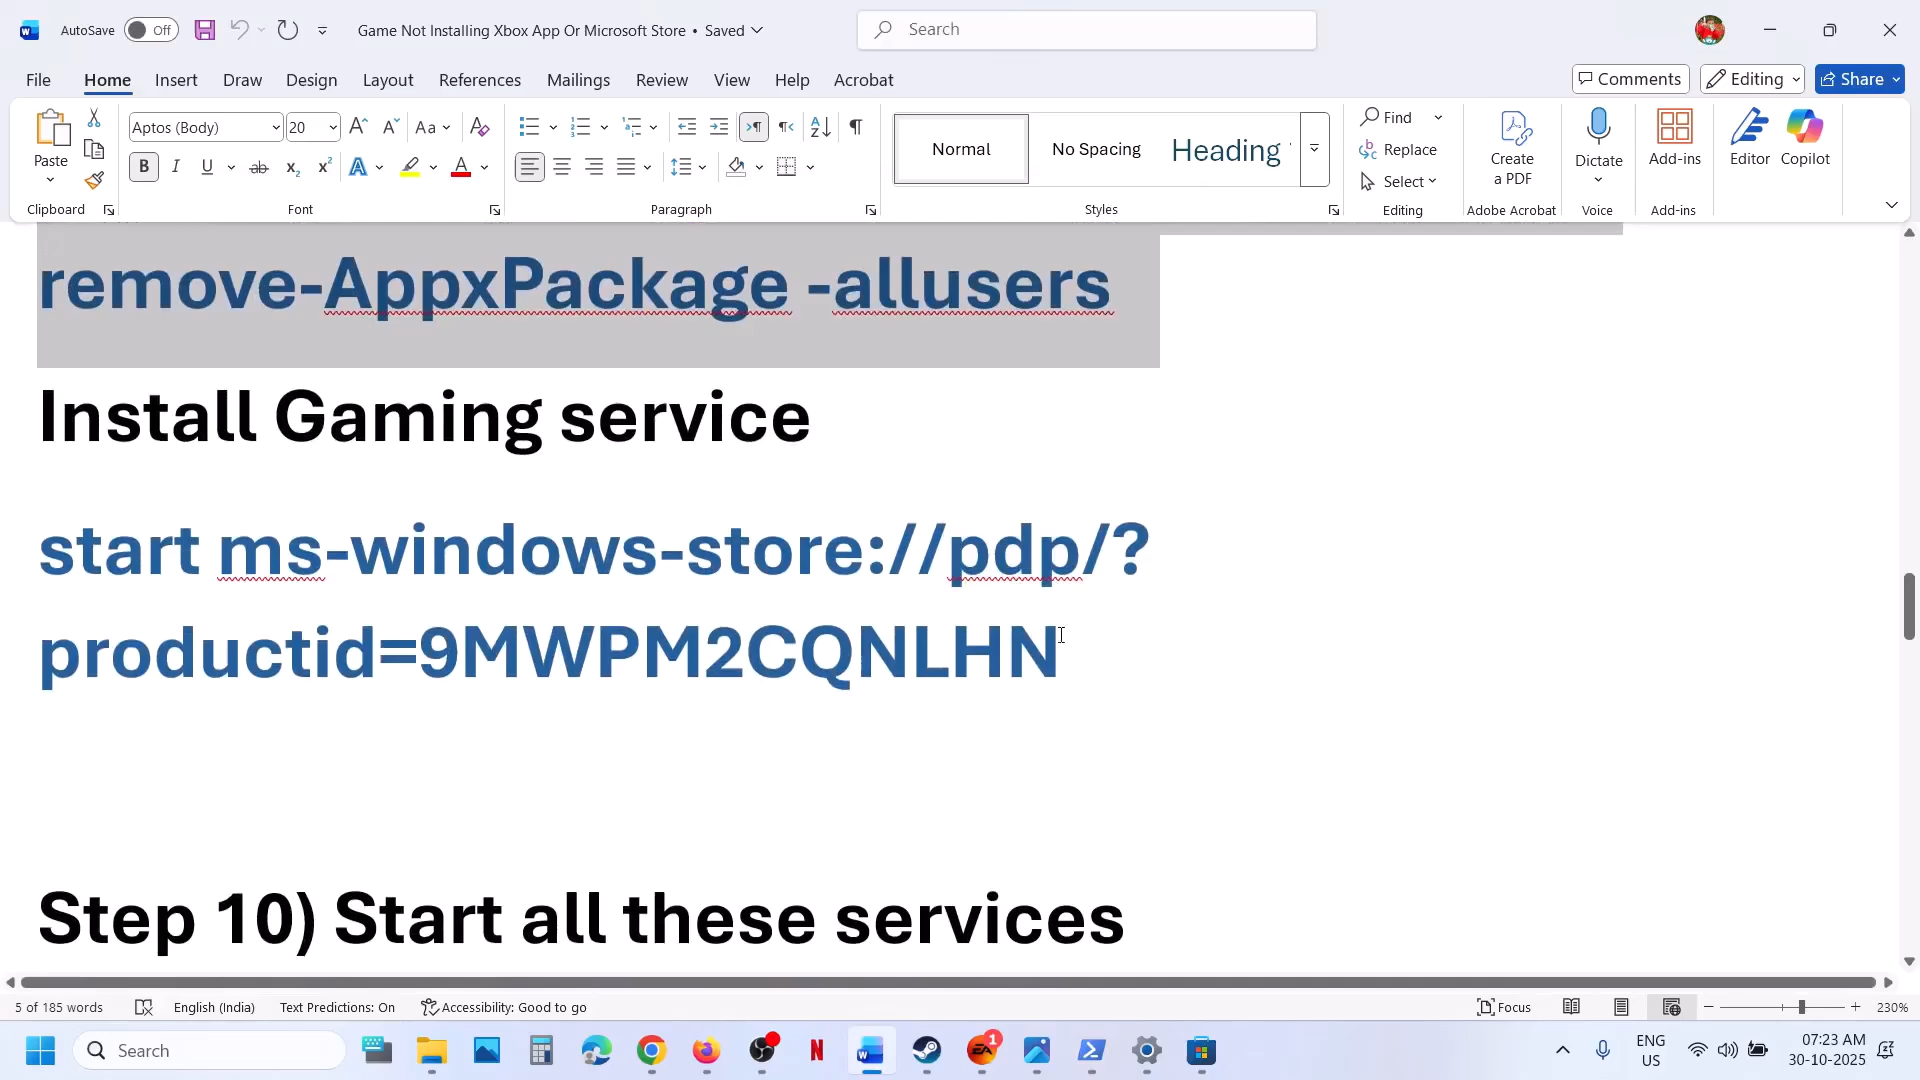 AutoSave Off Game Not Installing Xbox App Or Microsoft Store • Saved Search
File Home Insert Draw Design Layout References Mailings Review View Help Acrobat Comments Editing Share
Paste
Clipboard
Aptos (Body) 20 Aa
B I U ab x₂ x² A A
Font
Paragraph
Normal No Spacing Heading
Styles
Find
Replace
Select
Editing
Create a PDF
Adobe Acrobat
Dictate
Voice
Add-ins
Add-ins
Editor
Copilot
remove-AppxPackage -allusers
Install Gaming service
start ms-windows-store://pdp/?
productid=9MWPM2CQNLHN
Step 10) Start all these services
5 of 185 words English (India) Text Predictions: On Accessibility: Good to go Focus 230%
Search ENG US 07:23 AM 30-10-2025